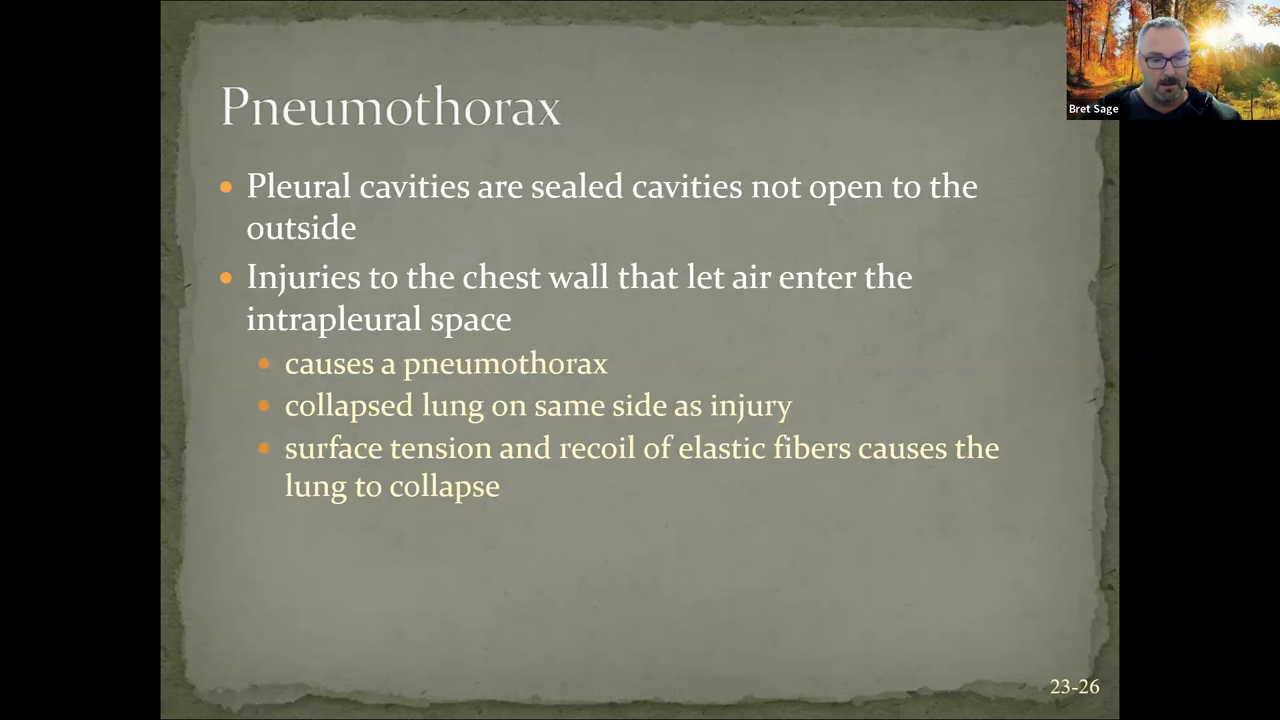 Pneumothorax
Bret Sage
• Pleural cavities are sealed cavities not open to the
outside
• Injuries to the chest wall that let air enter the
intrapleural space
• causes a pneumothorax
• collapsed lung on same side as injury
• surface tension and recoil of elastic fibers causes the
lung to collapse
23-26